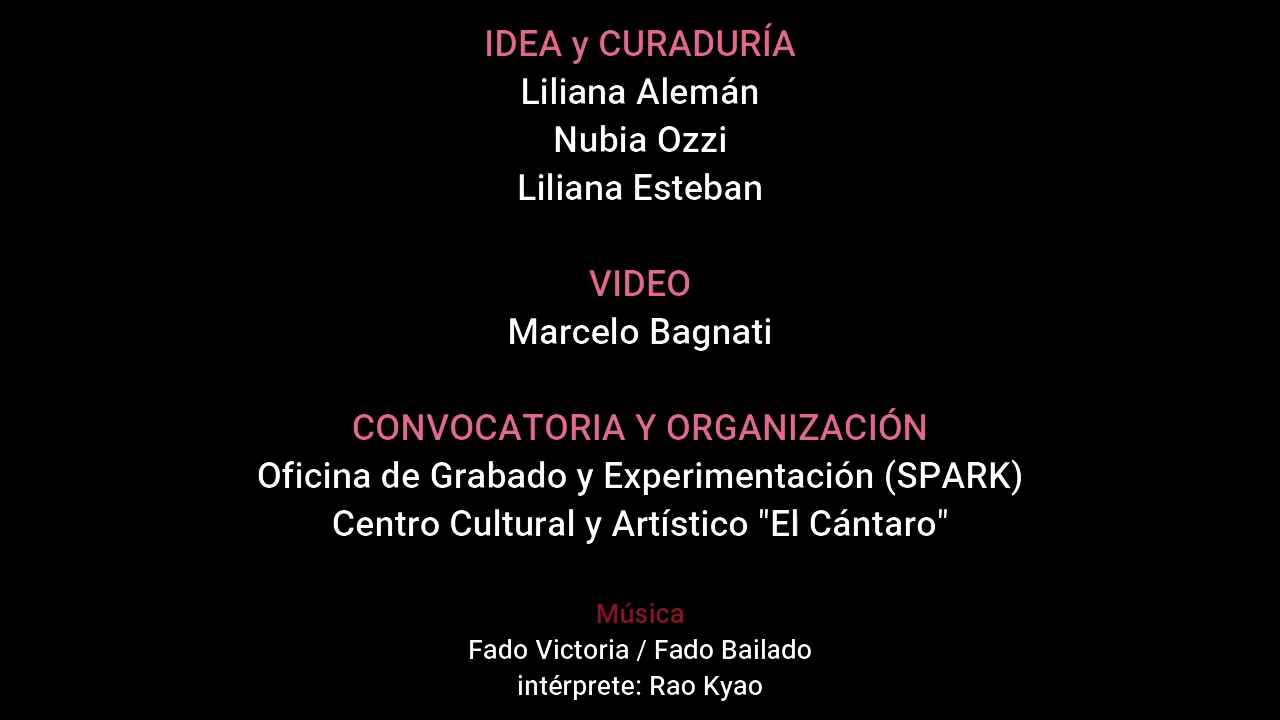 IDEA y CURADURÍA
Liliana Alemán
Nubia Ozzi
Liliana Esteban
VIDEO
Marcelo Bagnati
CONVOCATORIA Y ORGANIZACIÓN
Oficina de Grabado y Experimentación (SPARK)
Centro Cultural y Artístico "El Cántaro"
Música
Fado Victoria / Fado Bailado
intérprete: Rao Kyao